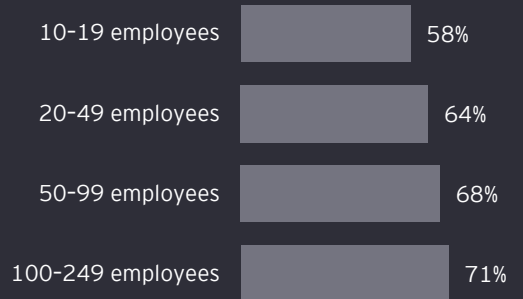 10-19 employees 58%
20-49 employees 64%
50-99 employees 68%
100-249 employees 71%